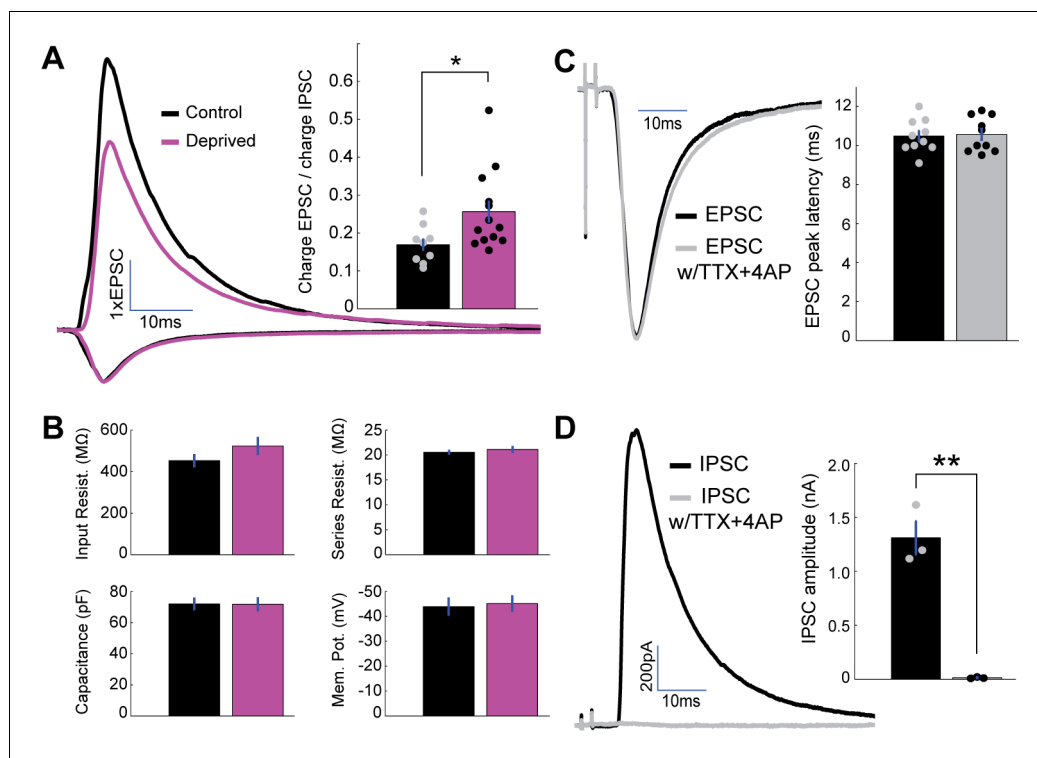 A
Control
Deprived
1xEPSC
10ms
Charge EPSC / charge IPSC
0.6
0.5
0.4
0.3
0.2
0.1
0
*
C
10ms
EPSC
EPSC
w/TTX+4AP
EPSC peak latency (ms)
12
10
8
6
4
2
0
B
Input Resist. (MΩ)
600
400
200
0
Series Resist. (MΩ)
25
20
15
10
5
0
Capacitance (pF)
80
60
40
20
0
Mem. Pot. (mV)
-50
-40
-30
-20
-10
0
D
IPSC
IPSC
w/TTX+4AP
200pA
10ms
IPSC amplitude (nA)
2.0
1.5
1.0
0.5
0
**